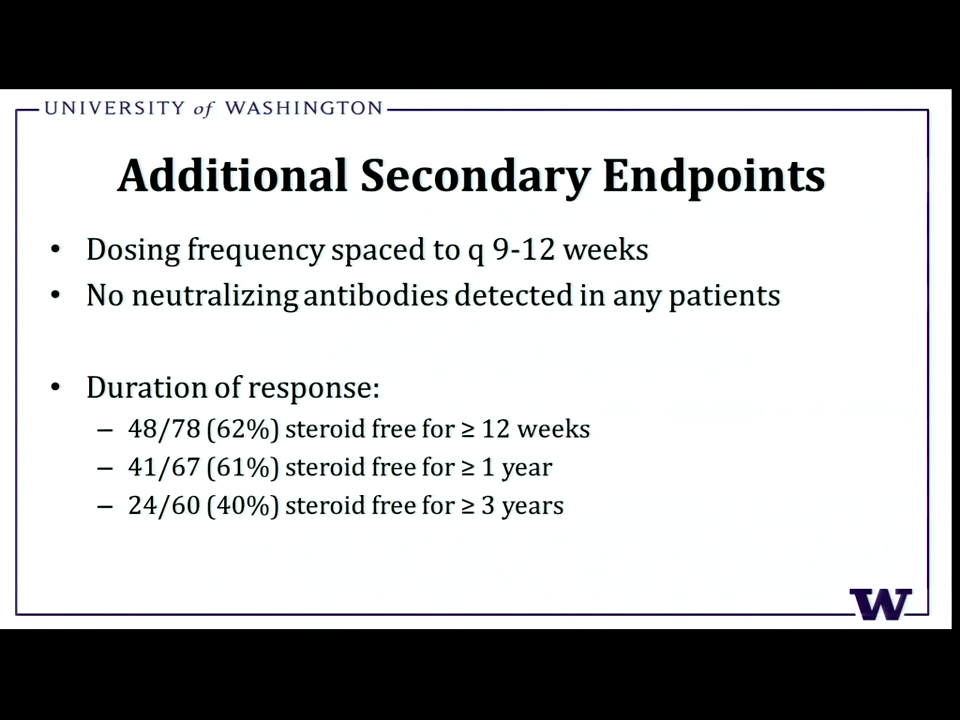 UNIVERSITY of WASHINGTON
Additional Secondary Endpoints
• Dosing frequency spaced to q 9-12 weeks
• No neutralizing antibodies detected in any patients
• Duration of response:
– 48/78 (62%) steroid free for ≥ 12 weeks
– 41/67 (61%) steroid free for ≥ 1 year
– 24/60 (40%) steroid free for ≥ 3 years
W